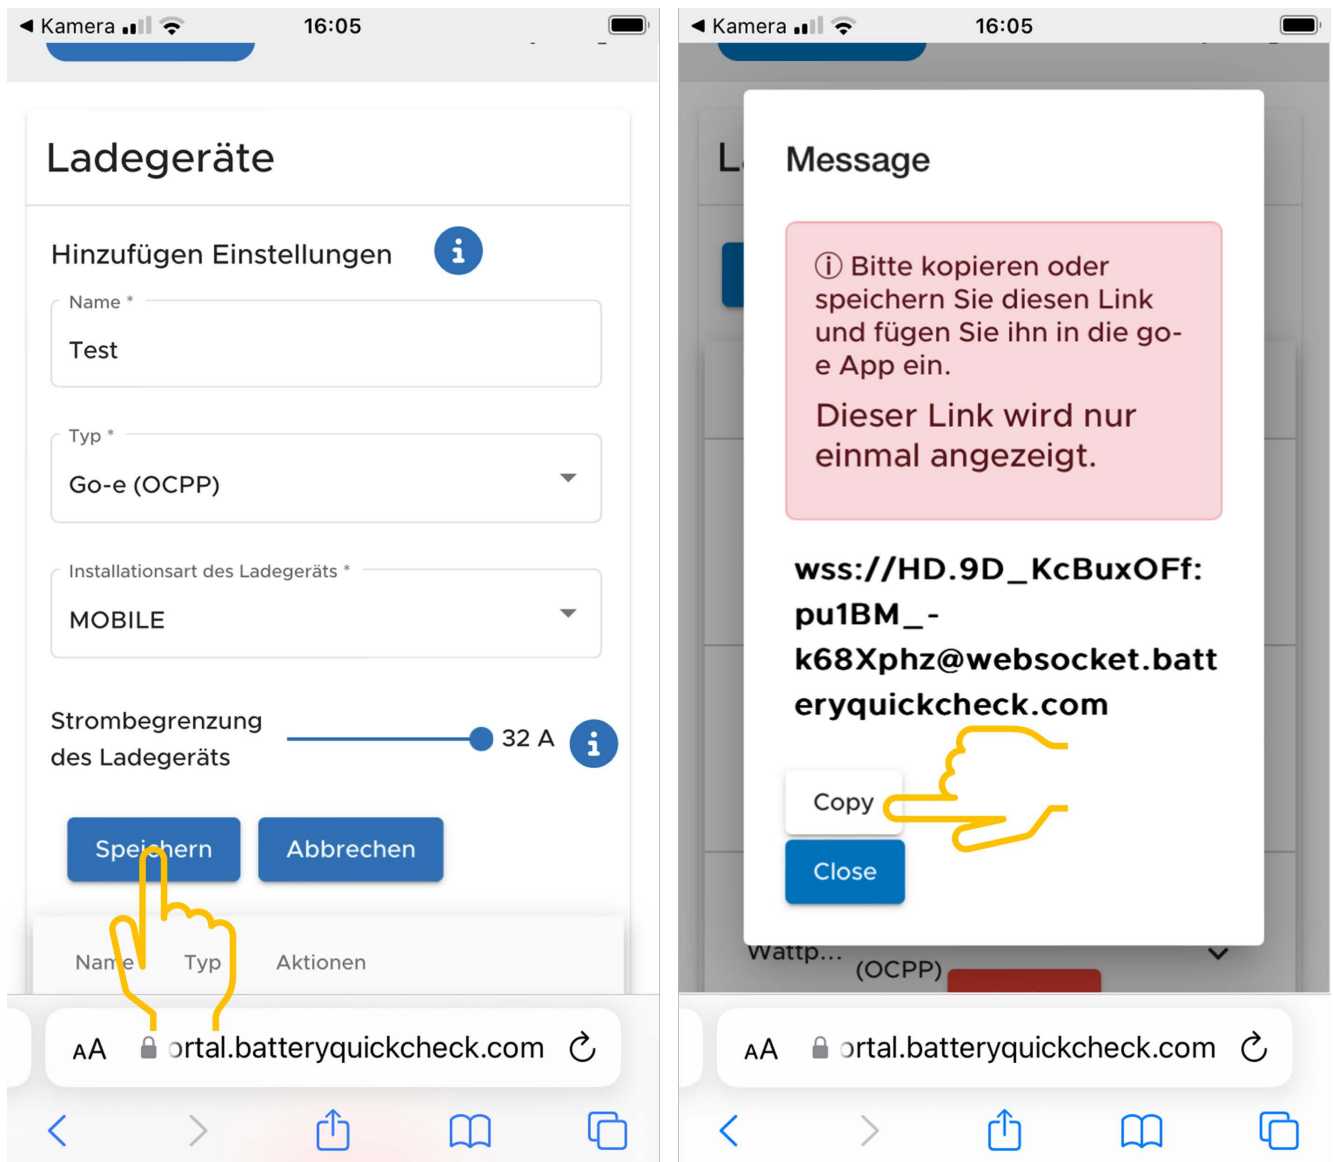 Kamera
16:05
Ladegeräte
Hinzufügen Einstellungen
Name *
Test
Typ *
Go-e (OCPP)
Installationsart des Ladegeräts *
MOBILE
Strombegrenzung
des Ladegeräts
32 A
Speichern
Abbrechen
Name
Typ
Aktionen
AA
ortal.batteryquickcheck.com
Kamera
16:05
Message
Bitte kopieren oder
speichern Sie diesen Link
und fügen Sie ihn in die go-
e App ein.
Dieser Link wird nur
einmal angezeigt.
wss://HD.9D_KcBuxOFf:
pu1BM_-
k68Xphz@websocket.batt
eryquickcheck.com
Copy
Close
Wattp...
(OCPP)
AA
ortal.batteryquickcheck.com